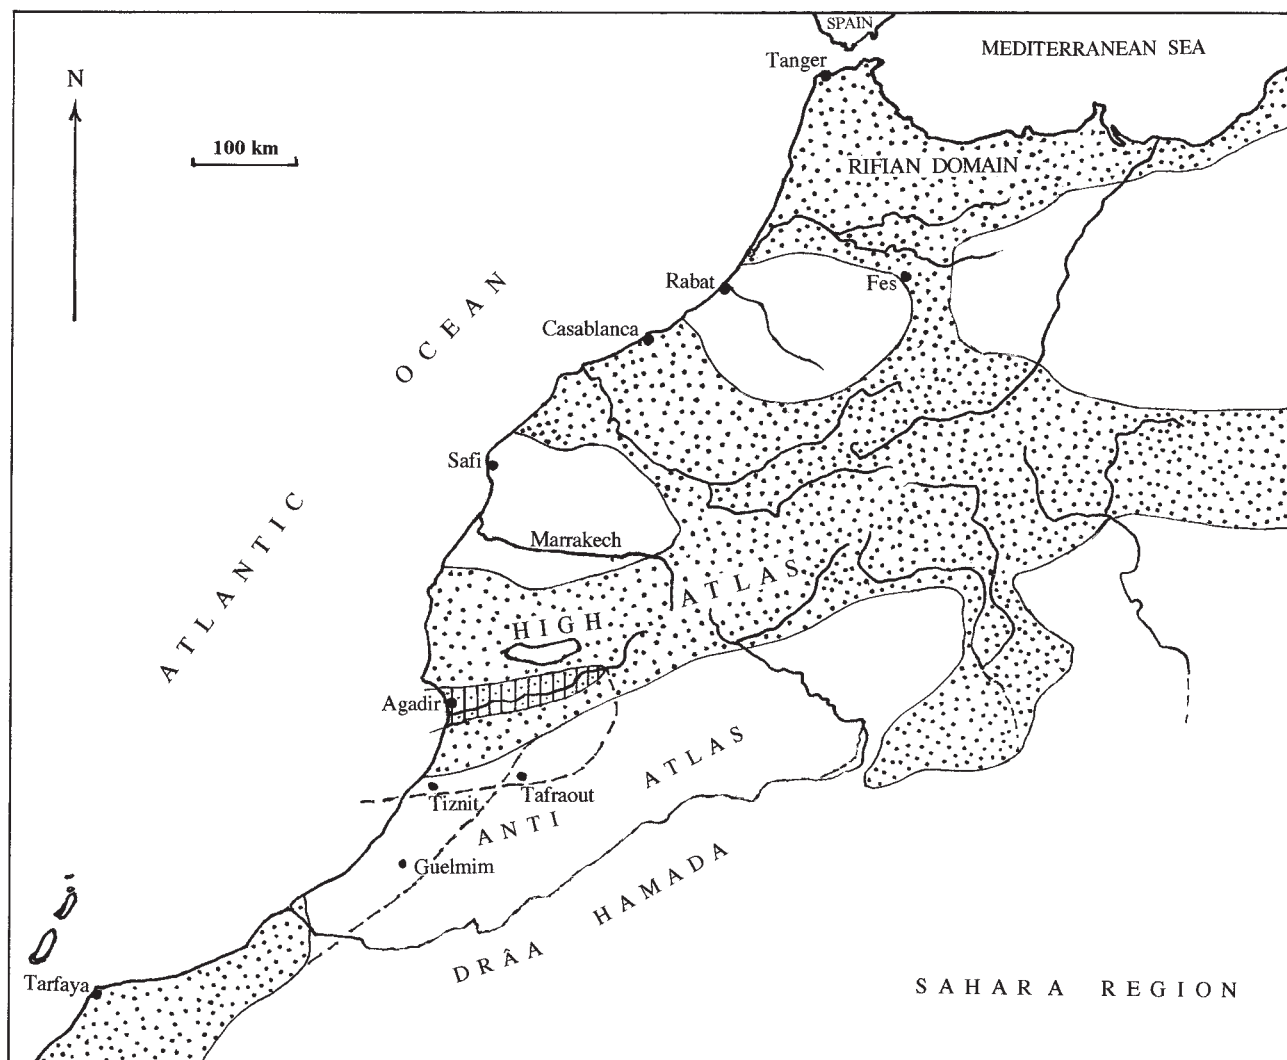 SPAIN
MEDITERRANEAN SEA
Tanger
N
100 km
RIFIAN DOMAIN
Rabat
Fes
OCEAN
Casablanca
Safi
ATLANTIC
Marrakech
HIGH ATLAS
Agadir
ANTI ATLAS
Tiznit
Tafraout
Guelmim
DRÂA HAMADA
Tarfaya
SAHARA REGION